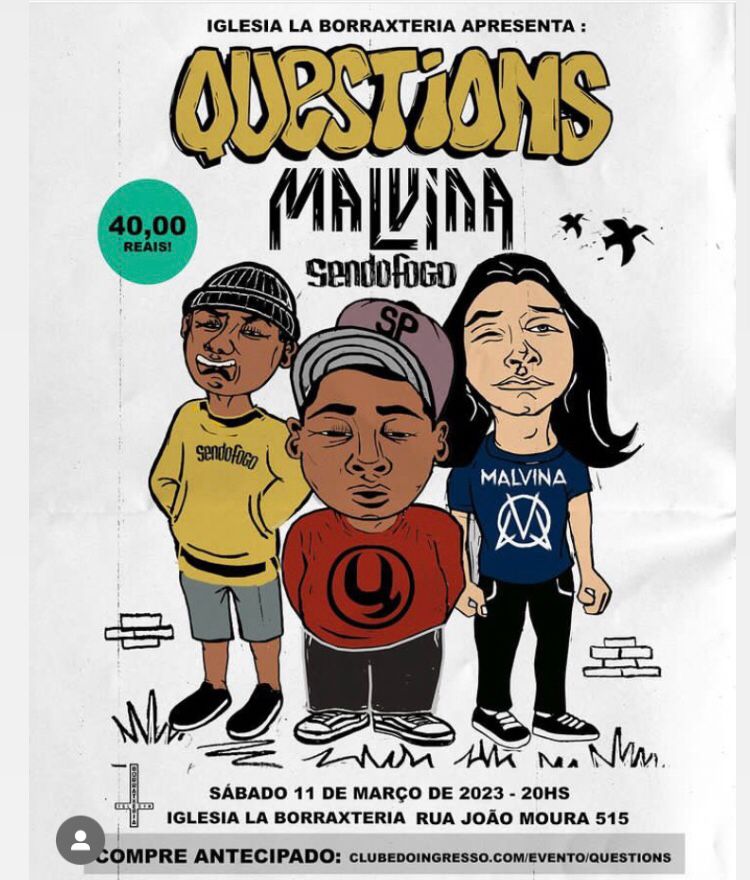 IGLESIA LA BORRAXTERIA APRESENTA :
QUESTIONS
MALVINA
SENDOFOGO
40,00
REAIS!
SP
SENDOFOGO
MALVINA
SÁBADO 11 DE MARÇO DE 2023 - 20HS
IGLESIA LA BORRAXTERIA RUA JOÃO MOURA 515
COMPRE ANTECIPADO: CLUBEDOINGRESSO.COM/EVENTO/QUESTIONS